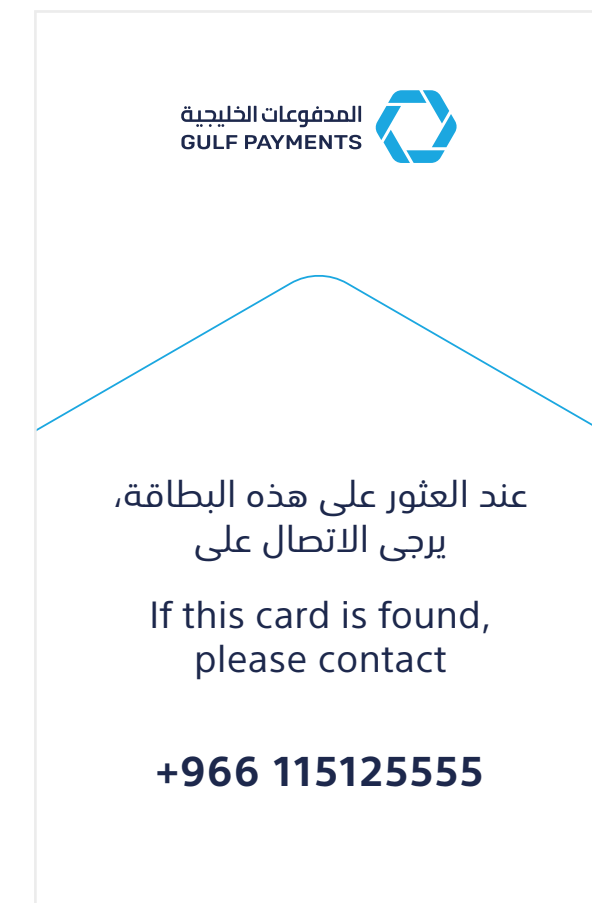 المدفوعات الخليجية
GULF PAYMENTS
عند العثور على هذه البطاقة،
يرجى الاتصال على
If this card is found,
please contact
+966 115125555